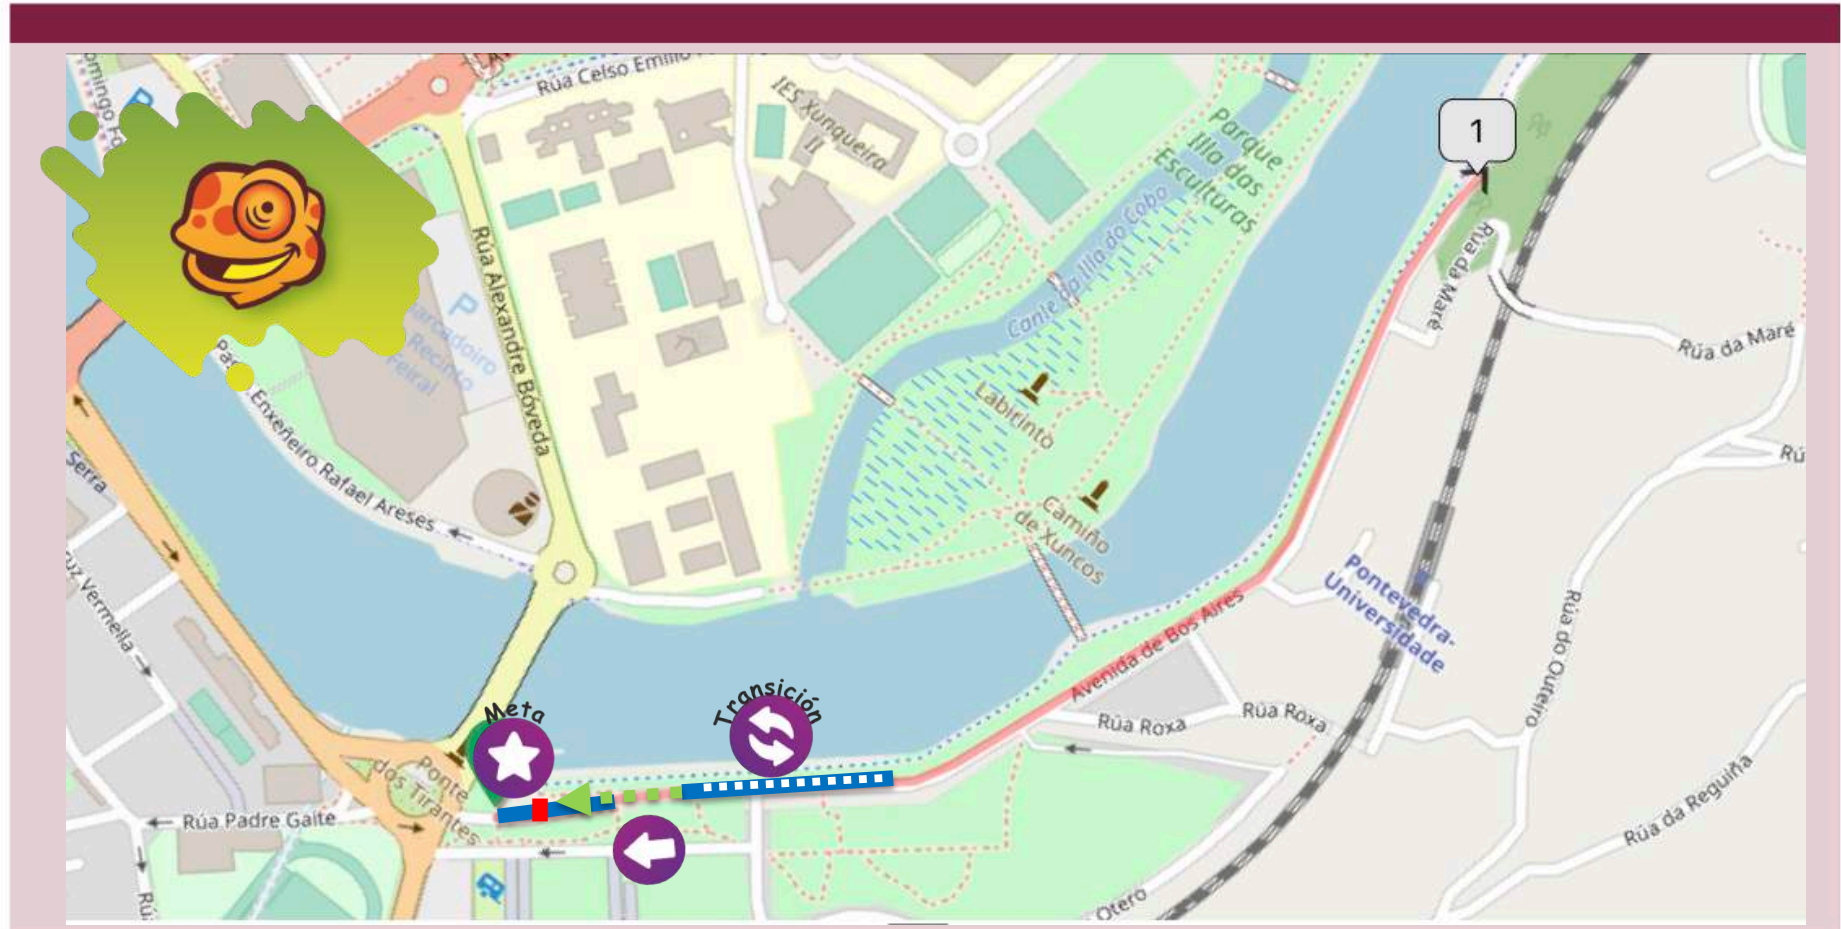 Rúa Celso Emilio
IES Xunqueira
II
Parque
Illa das
Esculturas
1
P
Canle da Illa do Cobo
Rúa da Maré
Rúa da Maré
Rúa Alexandre Bóveda
P
Recinto
Feiral
Enxeñeiro Rafael Areses
Labirinto
Camiño
de Xuncos
Serra
Vermella
Pontevedra-
Universidade
Rúa do Outeiro
Rú
Avenida de Bos Aires
Rúa Roxa
Rúa Roxa
Transición
Meta
Ponte
dos Tirantes
Rúa Padre Gaite
Rúa da Reguiña
Otero
Rú